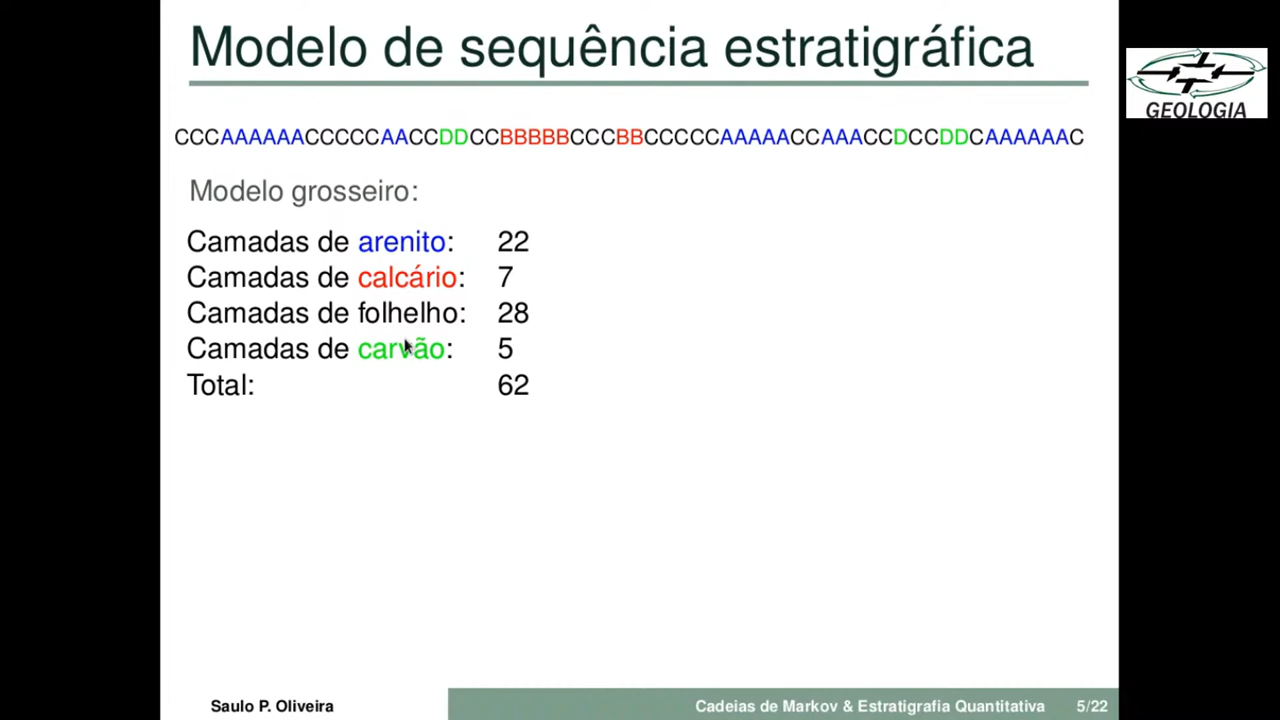 Modelo de sequência estratigráfica
GEOLOGIA
CCCAAAAAACCCCCAACCDDCCBBBBBCCCBBCCCCCAAAAACCAAACCDCCDDCAAAAAAC
Modelo grosseiro:
Camadas de arenito: 22
Camadas de calcário: 7
Camadas de folhelho: 28
Camadas de carvão: 5
Total: 62
Saulo P. Oliveira Cadeias de Markov & Estratigrafia Quantitativa 5/22